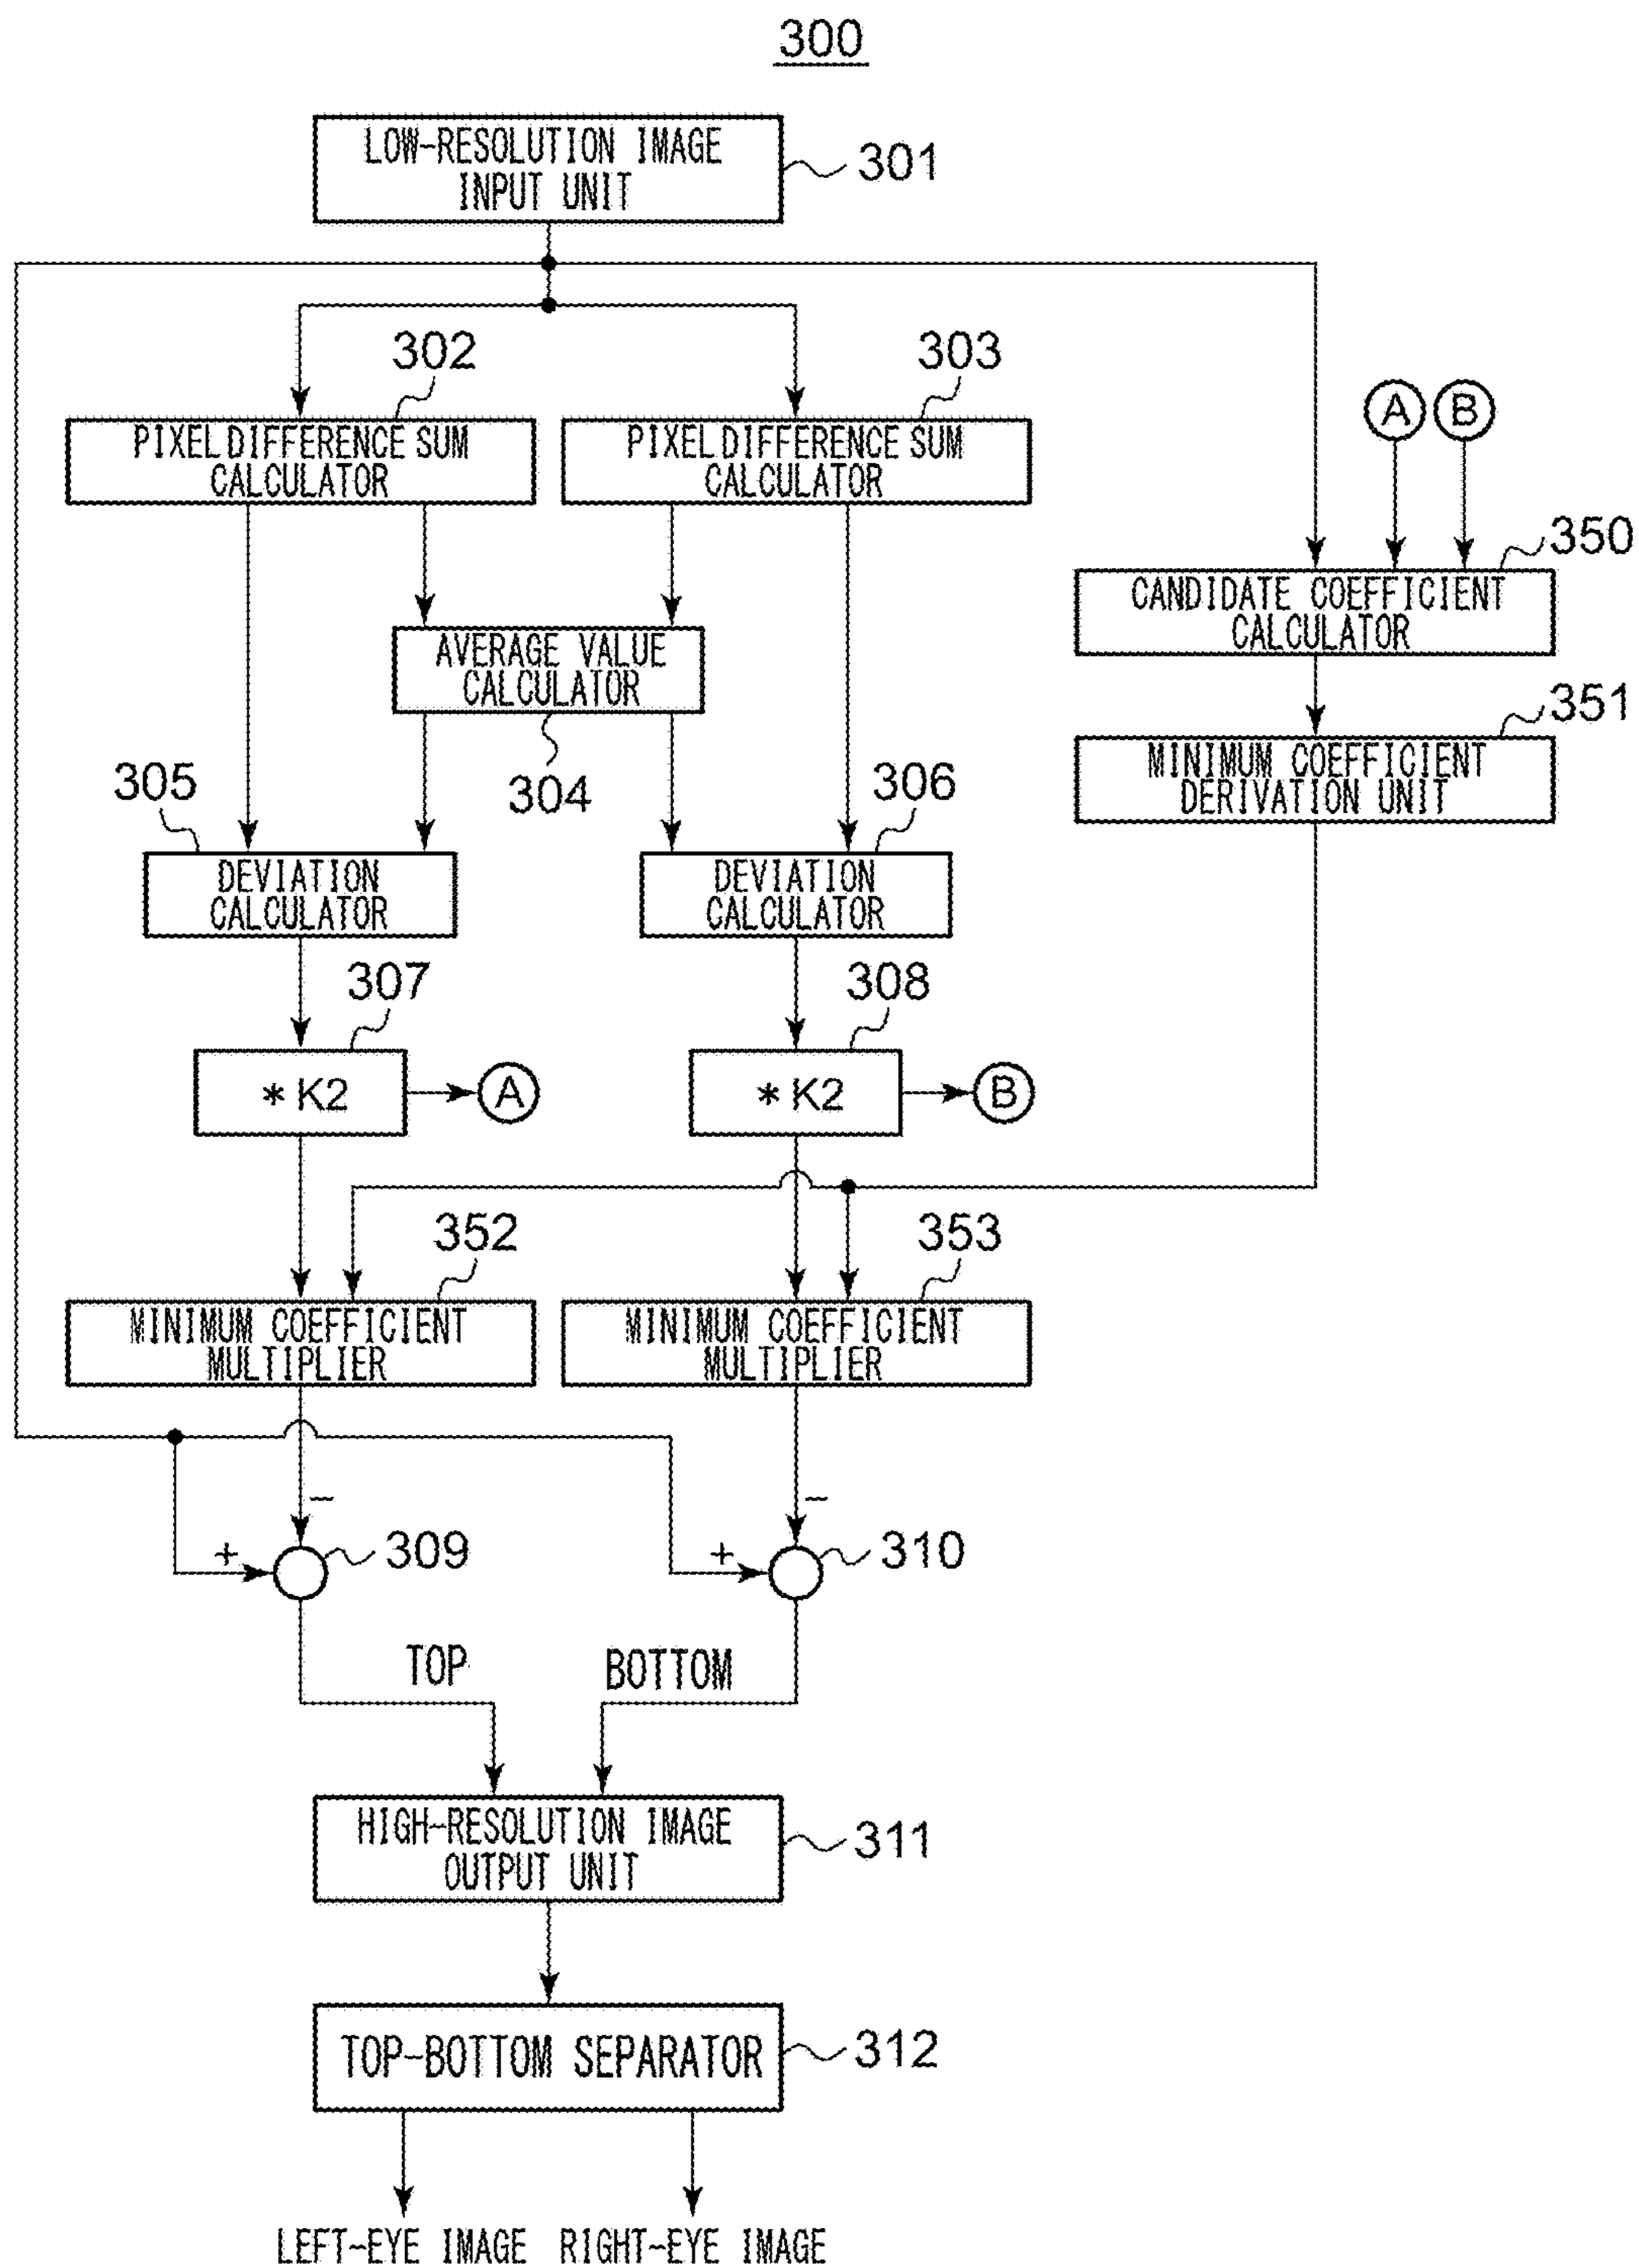 300
LOW-RESOLUTION IMAGE
INPUT UNIT
301
302
303
PIXEL DIFFERENCE SUM
CALCULATOR
PIXEL DIFFERENCE SUM
CALCULATOR
A
B
350
CANDIDATE COEFFICIENT
CALCULATOR
AVERAGE VALUE
CALCULATOR
304
351
MINIMUM COEFFICIENT
DERIVATION UNIT
305
306
DEVIATION
CALCULATOR
DEVIATION
CALCULATOR
307
308
* K2
A
* K2
B
352
353
MINIMUM COEFFICIENT
MULTIPLIER
MINIMUM COEFFICIENT
MULTIPLIER
−
−
+
309
+
310
TOP
BOTTOM
HIGH-RESOLUTION IMAGE
OUTPUT UNIT
311
TOP-BOTTOM SEPARATOR
312
LEFT-EYE IMAGE
RIGHT-EYE IMAGE